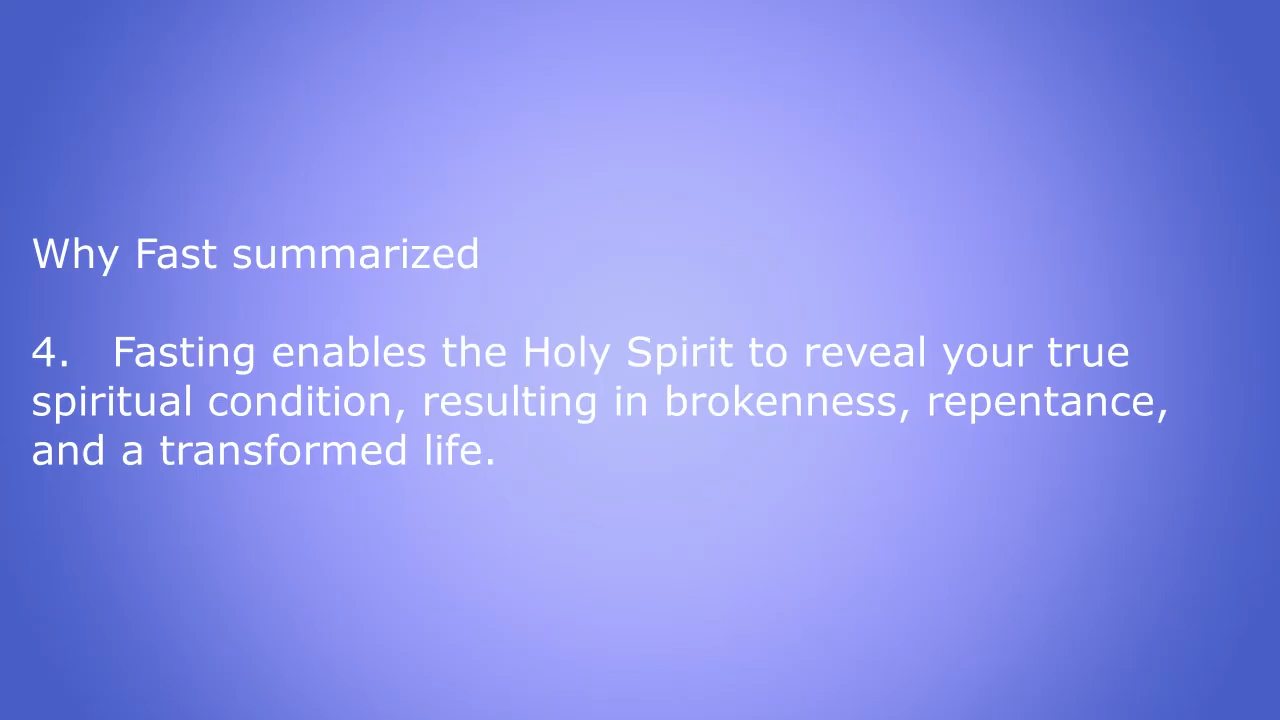 Why Fast summarized
4. Fasting enables the Holy Spirit to reveal your true
spiritual condition, resulting in brokenness, repentance,
and a transformed life.